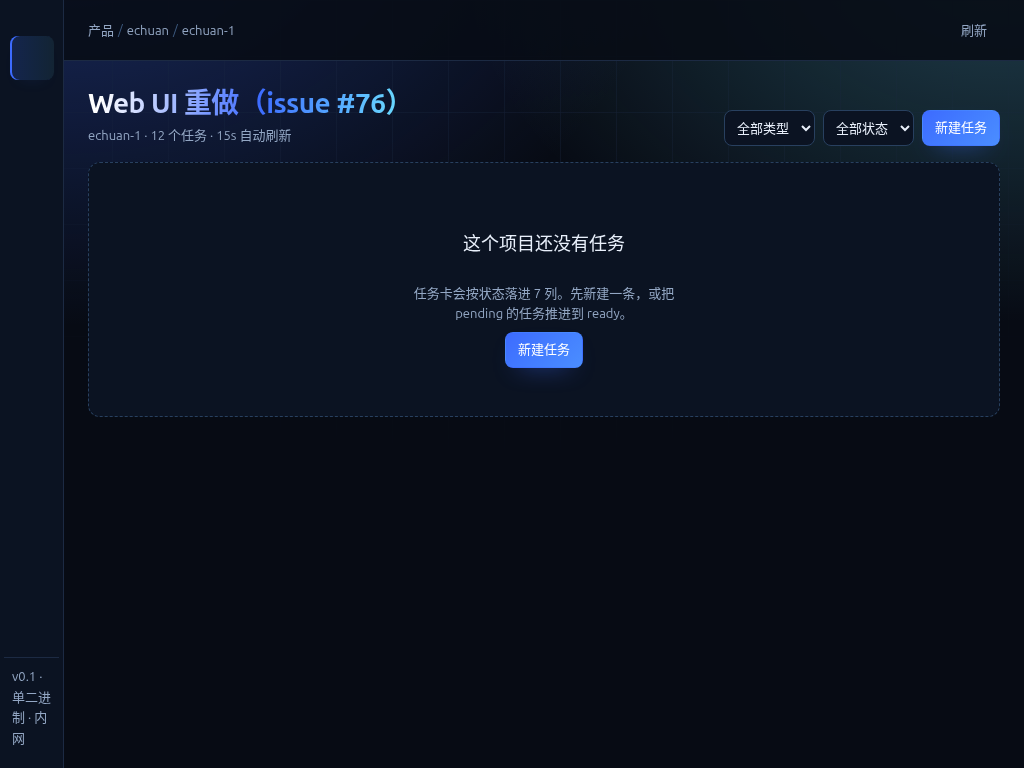 产品 / echuan / echuan-1
刷新
Web UI 重做（issue #76）
echuan-1 · 12 个任务 · 15s 自动刷新
全部类型
全部状态
新建任务
这个项目还没有任务
任务卡会按状态落进 7 列。先新建一条，或把
pending 的任务推进到 ready。
新建任务
v0.1 ·
单二进
制 · 内
网